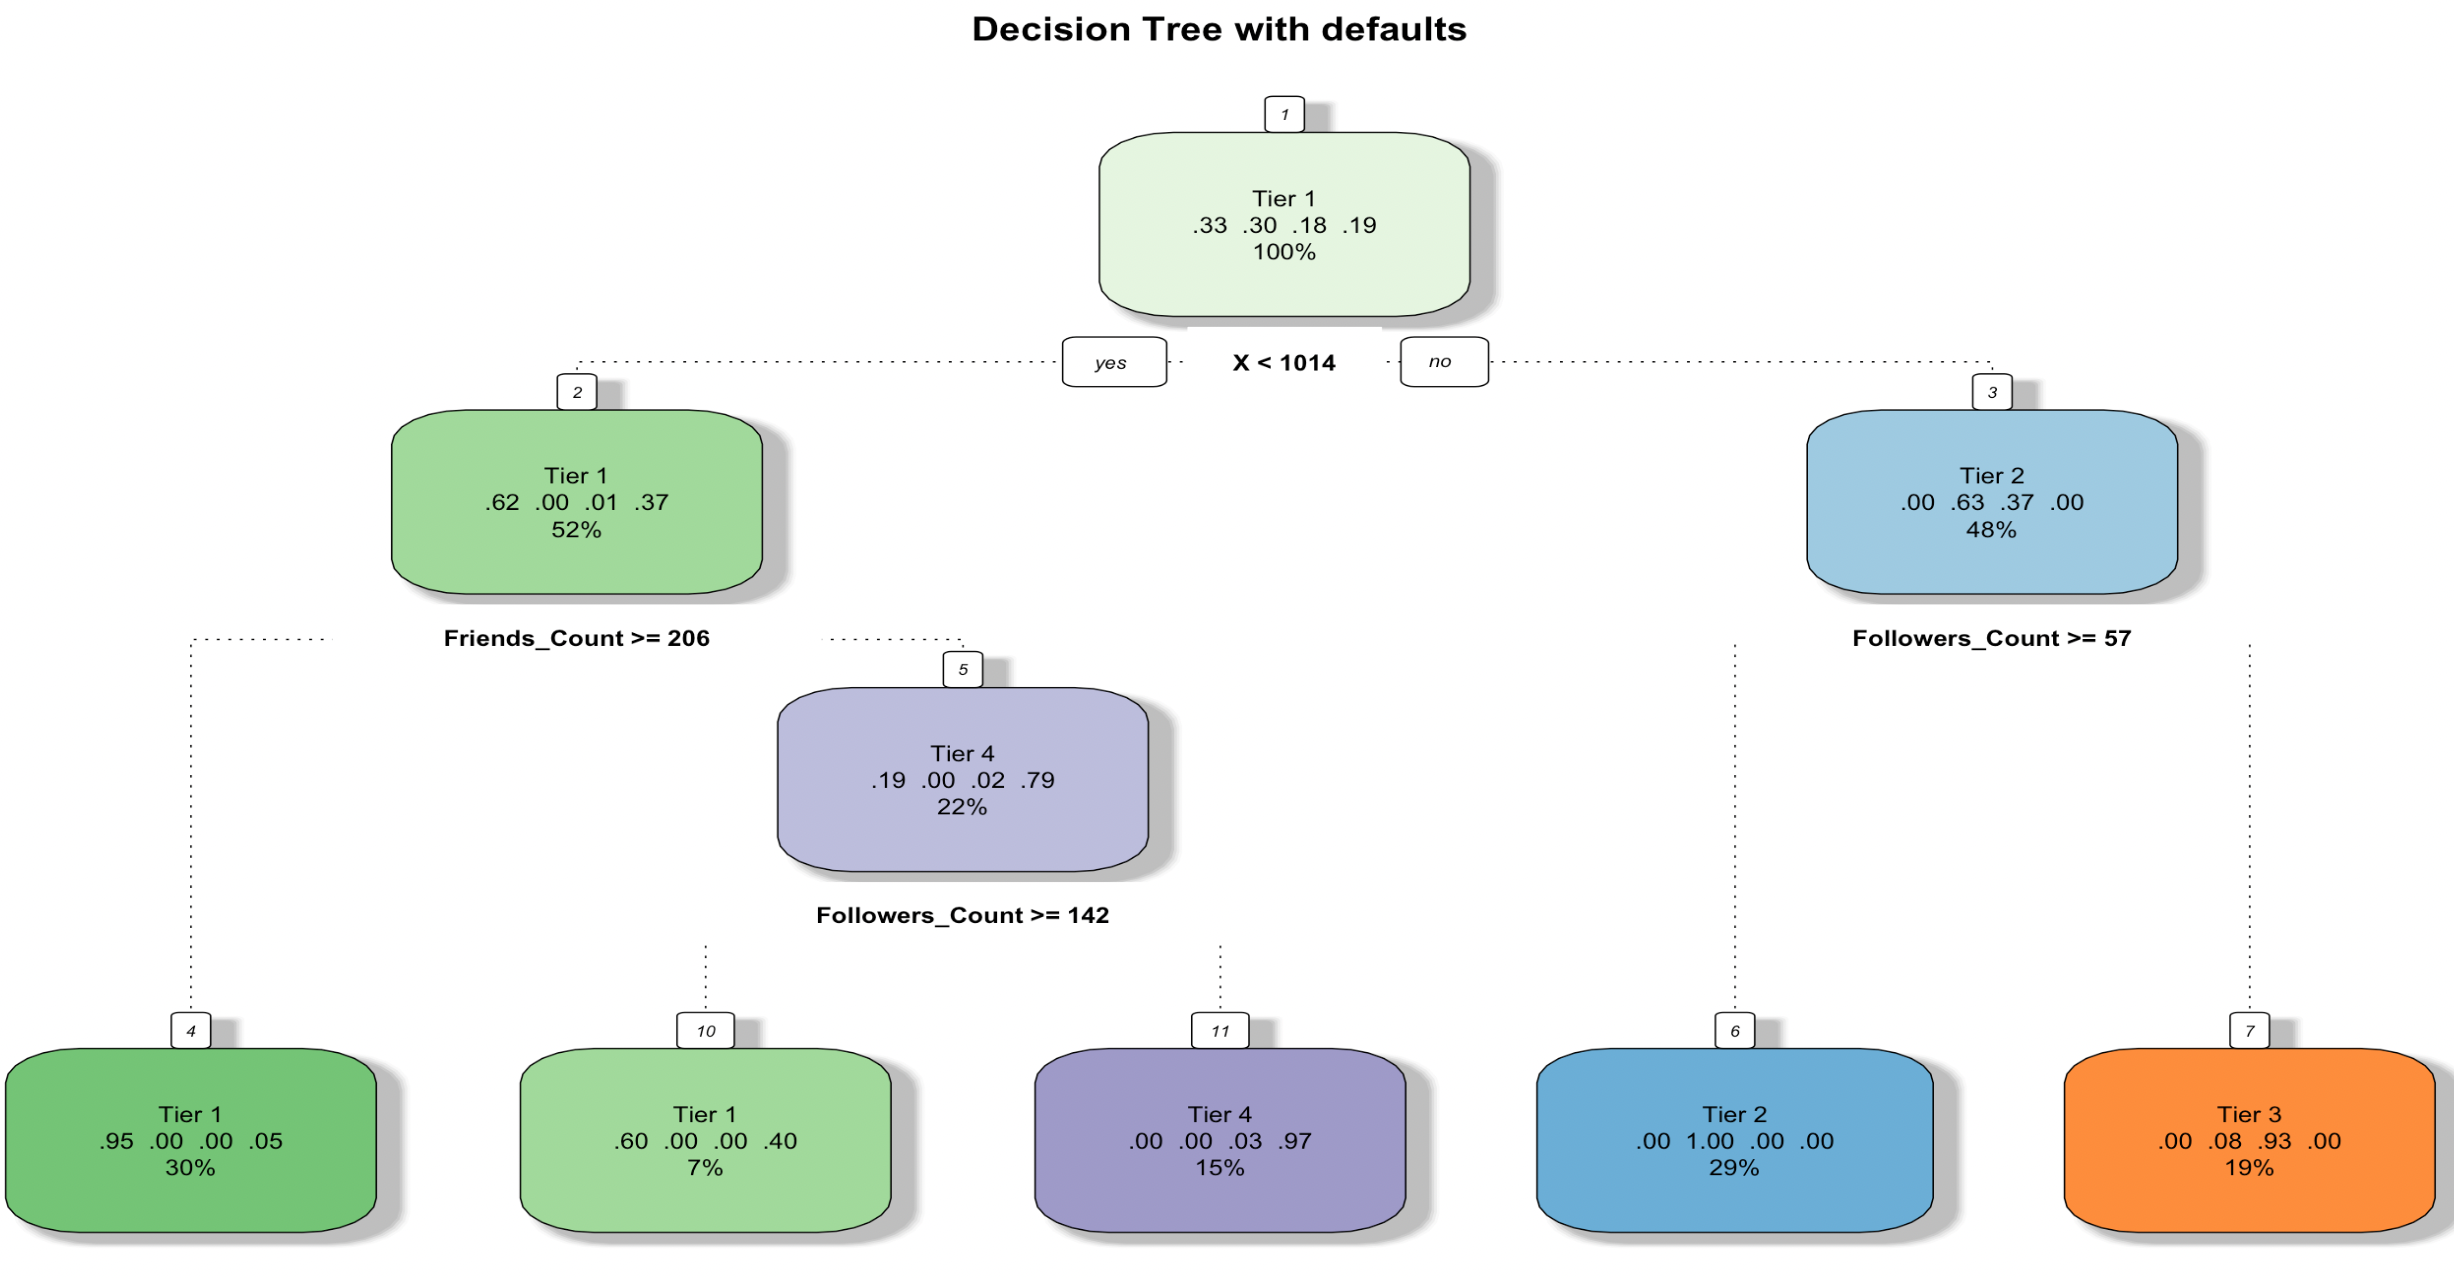 Decision Tree with defaults
1
Tier 1
.33 .30 .18 .19
100%
yes X < 1014 no
2
Tier 1
.62 .00 .01 .37
52%
3
Tier 2
.00 .63 .37 .00
48%
Friends_Count >= 206
Followers_Count >= 57
5
Tier 4
.19 .00 .02 .79
22%
Followers_Count >= 142
4
Tier 1
.95 .00 .00 .05
30%
10
Tier 1
.60 .00 .00 .40
7%
11
Tier 4
.00 .00 .03 .97
15%
6
Tier 2
.00 1.00 .00 .00
29%
7
Tier 3
.00 .08 .93 .00
19%